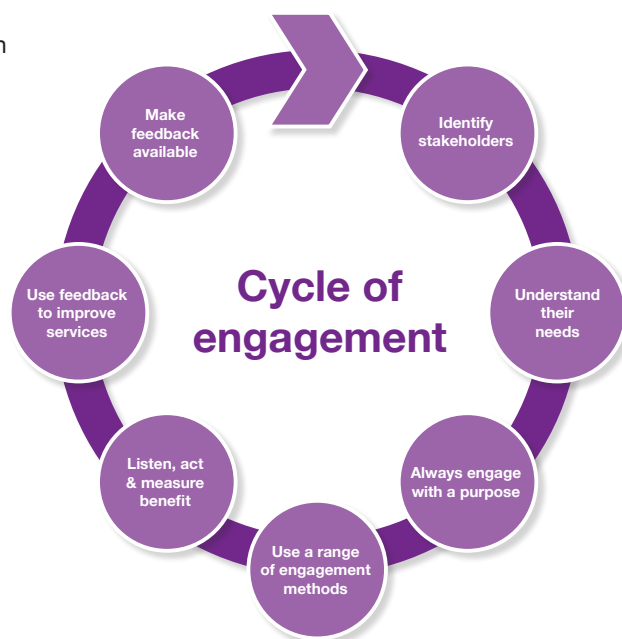 Cycle of
engagement
Identify
stakeholders
Understand
their
needs
Always engage
with a purpose
Use a range
of engagement
methods
Listen, act
& measure
benefit
Use feedback
to improve
services
Make
feedback
available